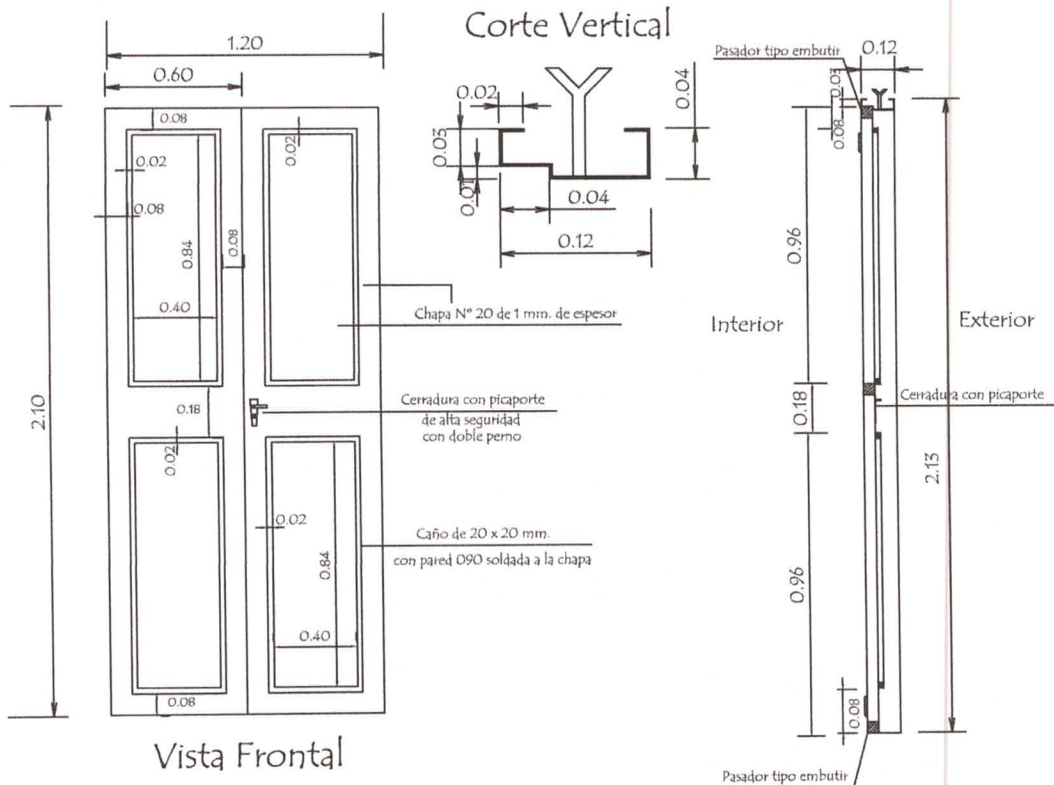 Corte Vertical
1.20
0.60
0.08
0.02
0.02
0.08
0.08
0.84
0.40
2.10
0.18
0.02
0.02
0.84
0.40
0.08
Vista Frontal
0.02
0.04
0.03
0.01
0.04
0.12
Chapa Nº 20 de 1 mm. de espesor
Cerradura con picaporte
de alta seguridad
con doble perno
Caño de 20 x 20 mm.
con pared 090 soldada a la chapa
Pasador tipo embutir
0.12
0.03
0.08
0.96
Interior
Exterior
0.18
Cerradura con picaporte
2.13
0.96
0.08
Pasador tipo embutir